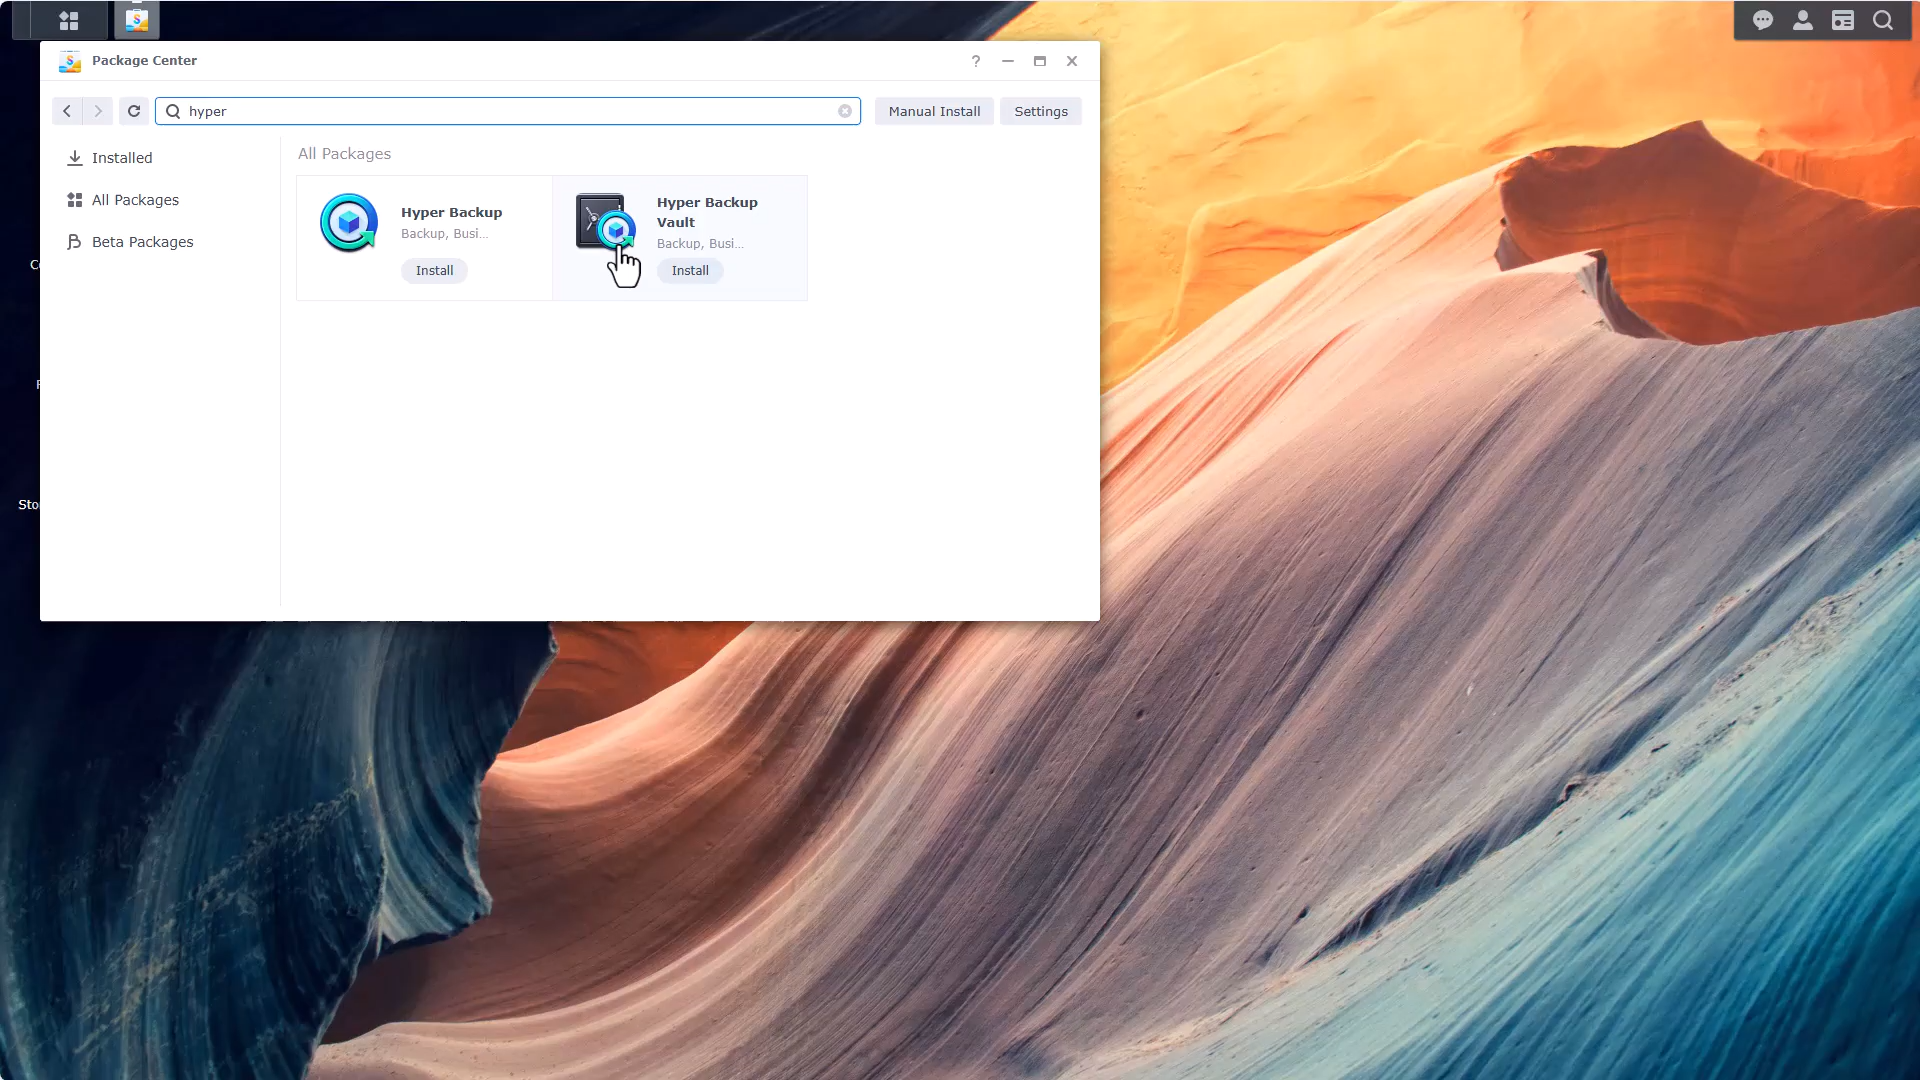 Package Center
hyper
Manual Install
Settings
Installed
All Packages
Beta Packages
All Packages
Hyper Backup
Backup, Busi...
Install
Hyper Backup
Vault
Backup, Busi...
Install
Sto